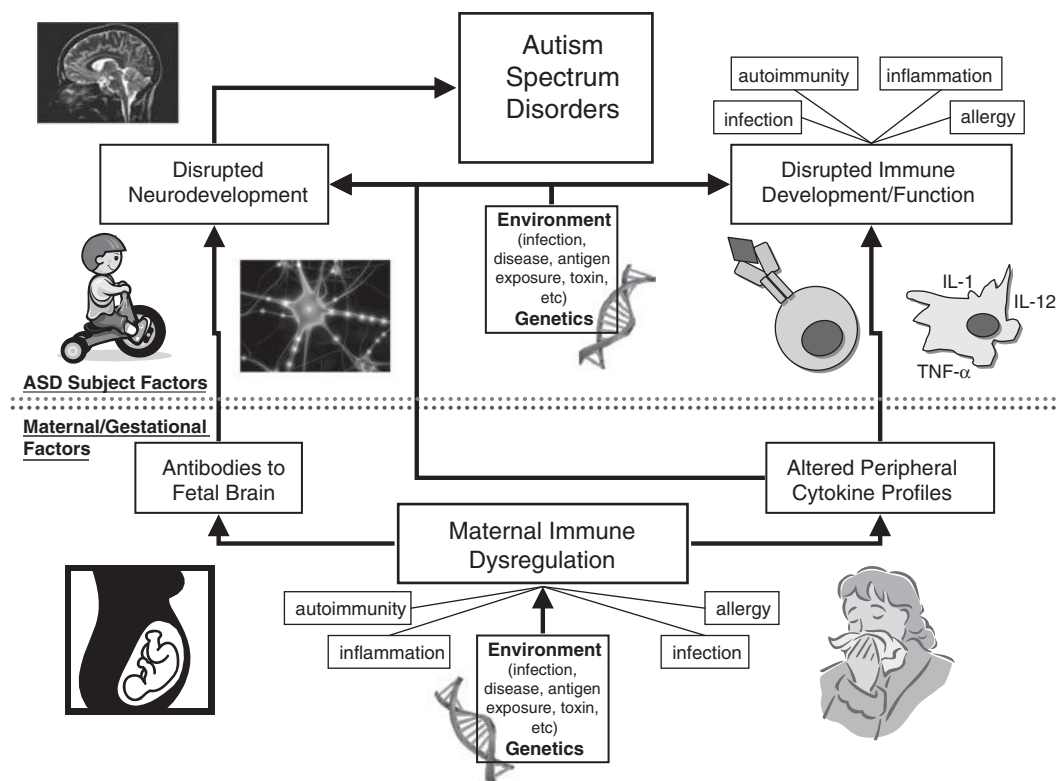 Autism
Spectrum
Disorders
autoimmunity
inflammation
infection
allergy
Disrupted
Neurodevelopment
Disrupted Immune
Development/Function
Environment
(infection,
disease, antigen
exposure, toxin,
etc)
Genetics
IL-1
IL-12
TNF-α
ASD Subject Factors
Maternal/Gestational
Factors
Antibodies to
Fetal Brain
Altered Peripheral
Cytokine Profiles
Maternal Immune
Dysregulation
autoimmunity
allergy
inflammation
infection
Environment
(infection,
disease, antigen
exposure, toxin,
etc)
Genetics